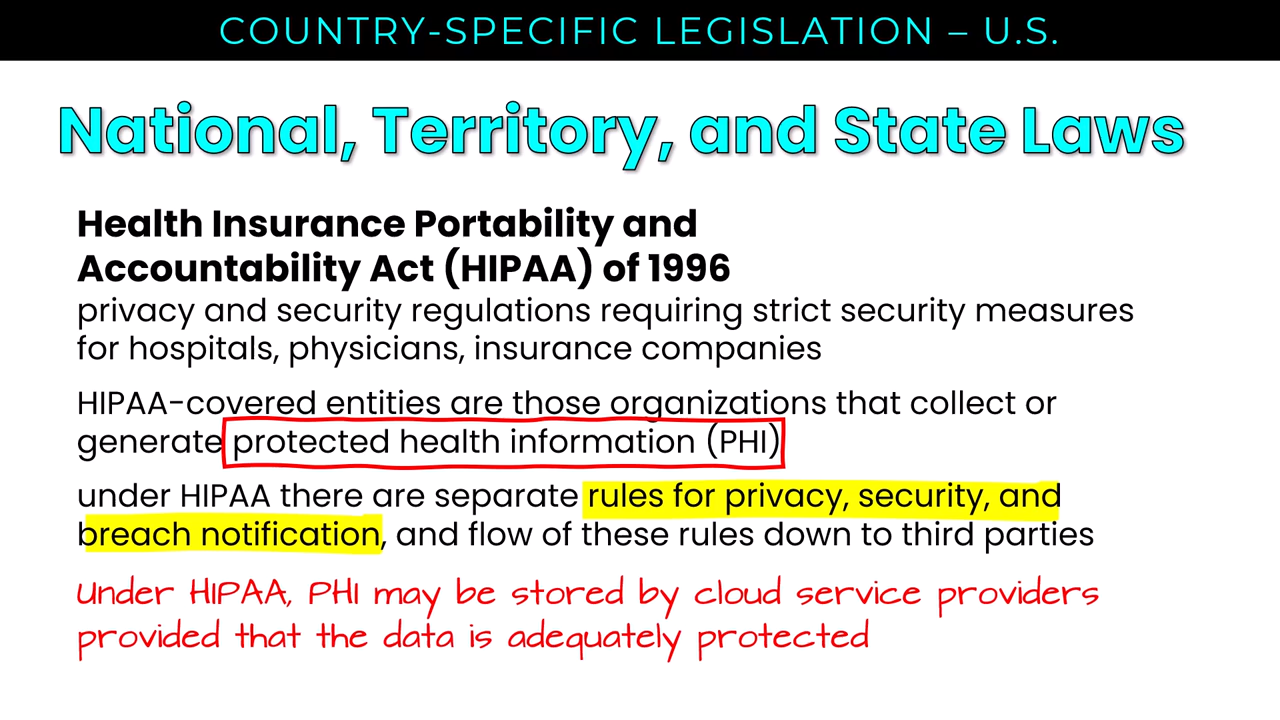 COUNTRY-SPECIFIC LEGISLATION – U.S.
National, Territory, and State Laws
Health Insurance Portability and
Accountability Act (HIPAA) of 1996
privacy and security regulations requiring strict security measures
for hospitals, physicians, insurance companies
HIPAA-covered entities are those organizations that collect or
generate protected health information (PHI)
under HIPAA there are separate rules for privacy, security, and
breach notification, and flow of these rules down to third parties
Under HIPAA, PHI may be stored by cloud service providers
provided that the data is adequately protected